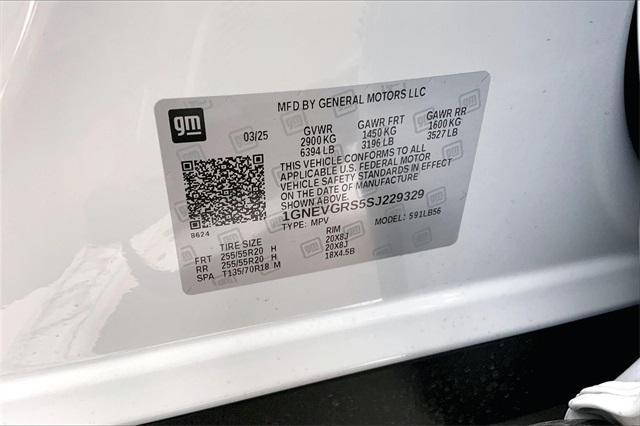 MFD BY GENERAL MOTORS LLC
gm
03/25 GVWR GAWR FRT GAWR RR
2900 KG 1450 KG 1600 KG
6394 LB 3196 LB 3527 LB
THIS VEHICLE CONFORMS TO ALL
APPLICABLE U.S. FEDERAL MOTOR
VEHICLE SAFETY STANDARDS IN EFFECT
ON THE DATE OF MANUFACTURE
1GNEVGRS5SJ229329
TYPE: MPV MODEL: 591LB56
8624
TIRE SIZE RIM
FRT 255/55R20 H 20X8J
RR 255/55R20 H 20X8J
SPA T135/70R18 M 18X4.5B